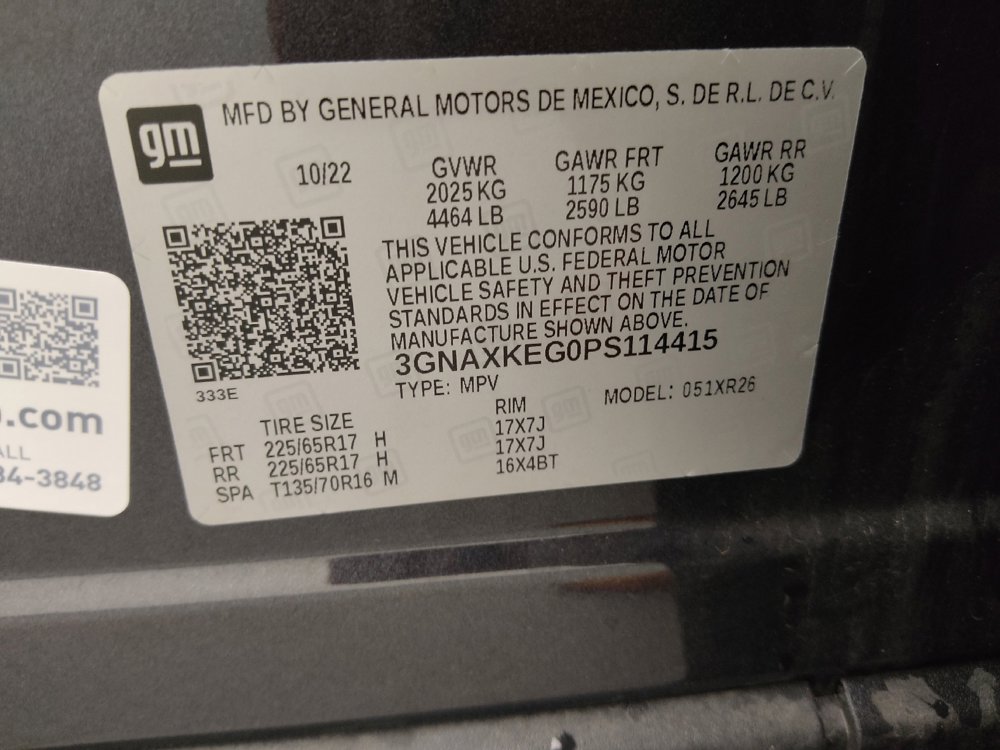 gm
MFD BY GENERAL MOTORS DE MEXICO, S. DE R.L. DE C.V.
10/22
GVWR GAWR FRT GAWR RR
2025 KG 1175 KG 1200 KG
4464 LB 2590 LB 2645 LB
THIS VEHICLE CONFORMS TO ALL
APPLICABLE U.S. FEDERAL MOTOR
VEHICLE SAFETY AND THEFT PREVENTION
STANDARDS IN EFFECT ON THE DATE OF
MANUFACTURE SHOWN ABOVE.
3GNAXKEG0PS114415
333E
TYPE: MPV MODEL: 051XR26
TIRE SIZE RIM
FRT 225/65R17 H 17X7J
RR 225/65R17 H 17X7J
SPA T135/70R16 M 16X4BT
.com
ALL
34-3848